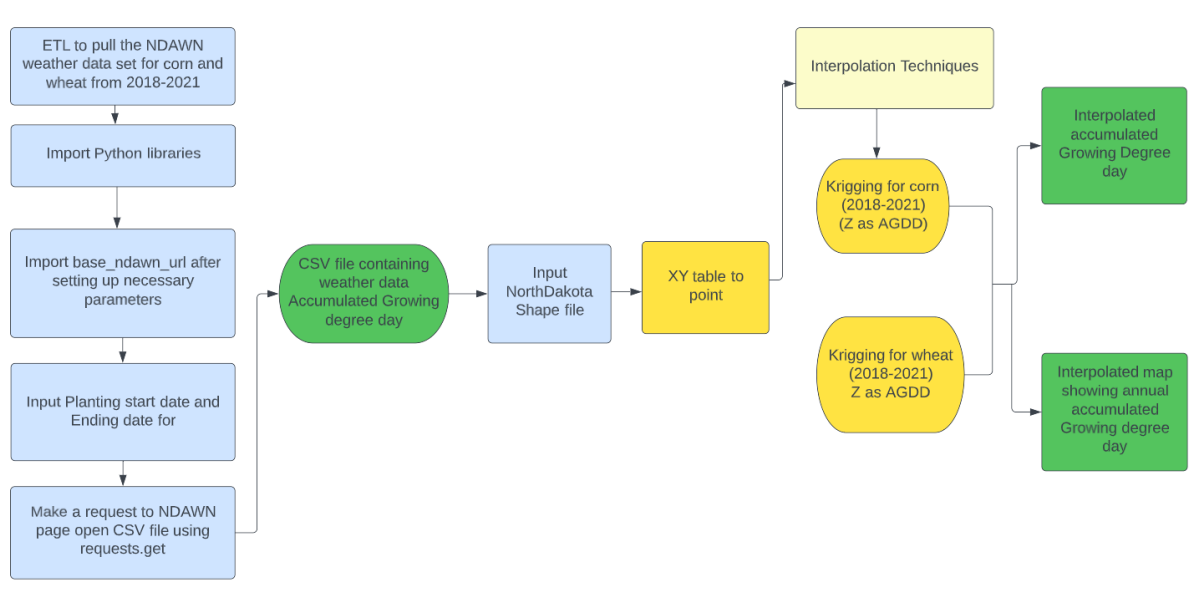 ETL to pull the NDAWN
weather data set for corn and
wheat from 2018-2021
Import Python libraries
Import base_ndawn_url after
setting up necessary
parameters
Input Planting start date and
Ending date for
Make a request to NDAWN
page open CSV file using
requests.get
CSV file containing
weather data
Accumulated Growing
degree day
Input
NorthDakota
Shape file
XY table to
point
Interpolation Techniques
Krigging for corn
(2018-2021)
(Z as AGDD)
Krigging for wheat
(2018-2021)
Z as AGDD
Interpolated
accumulated
Growing Degree
day
Interpolated map
showing annual
accumulated
Growing degree
day